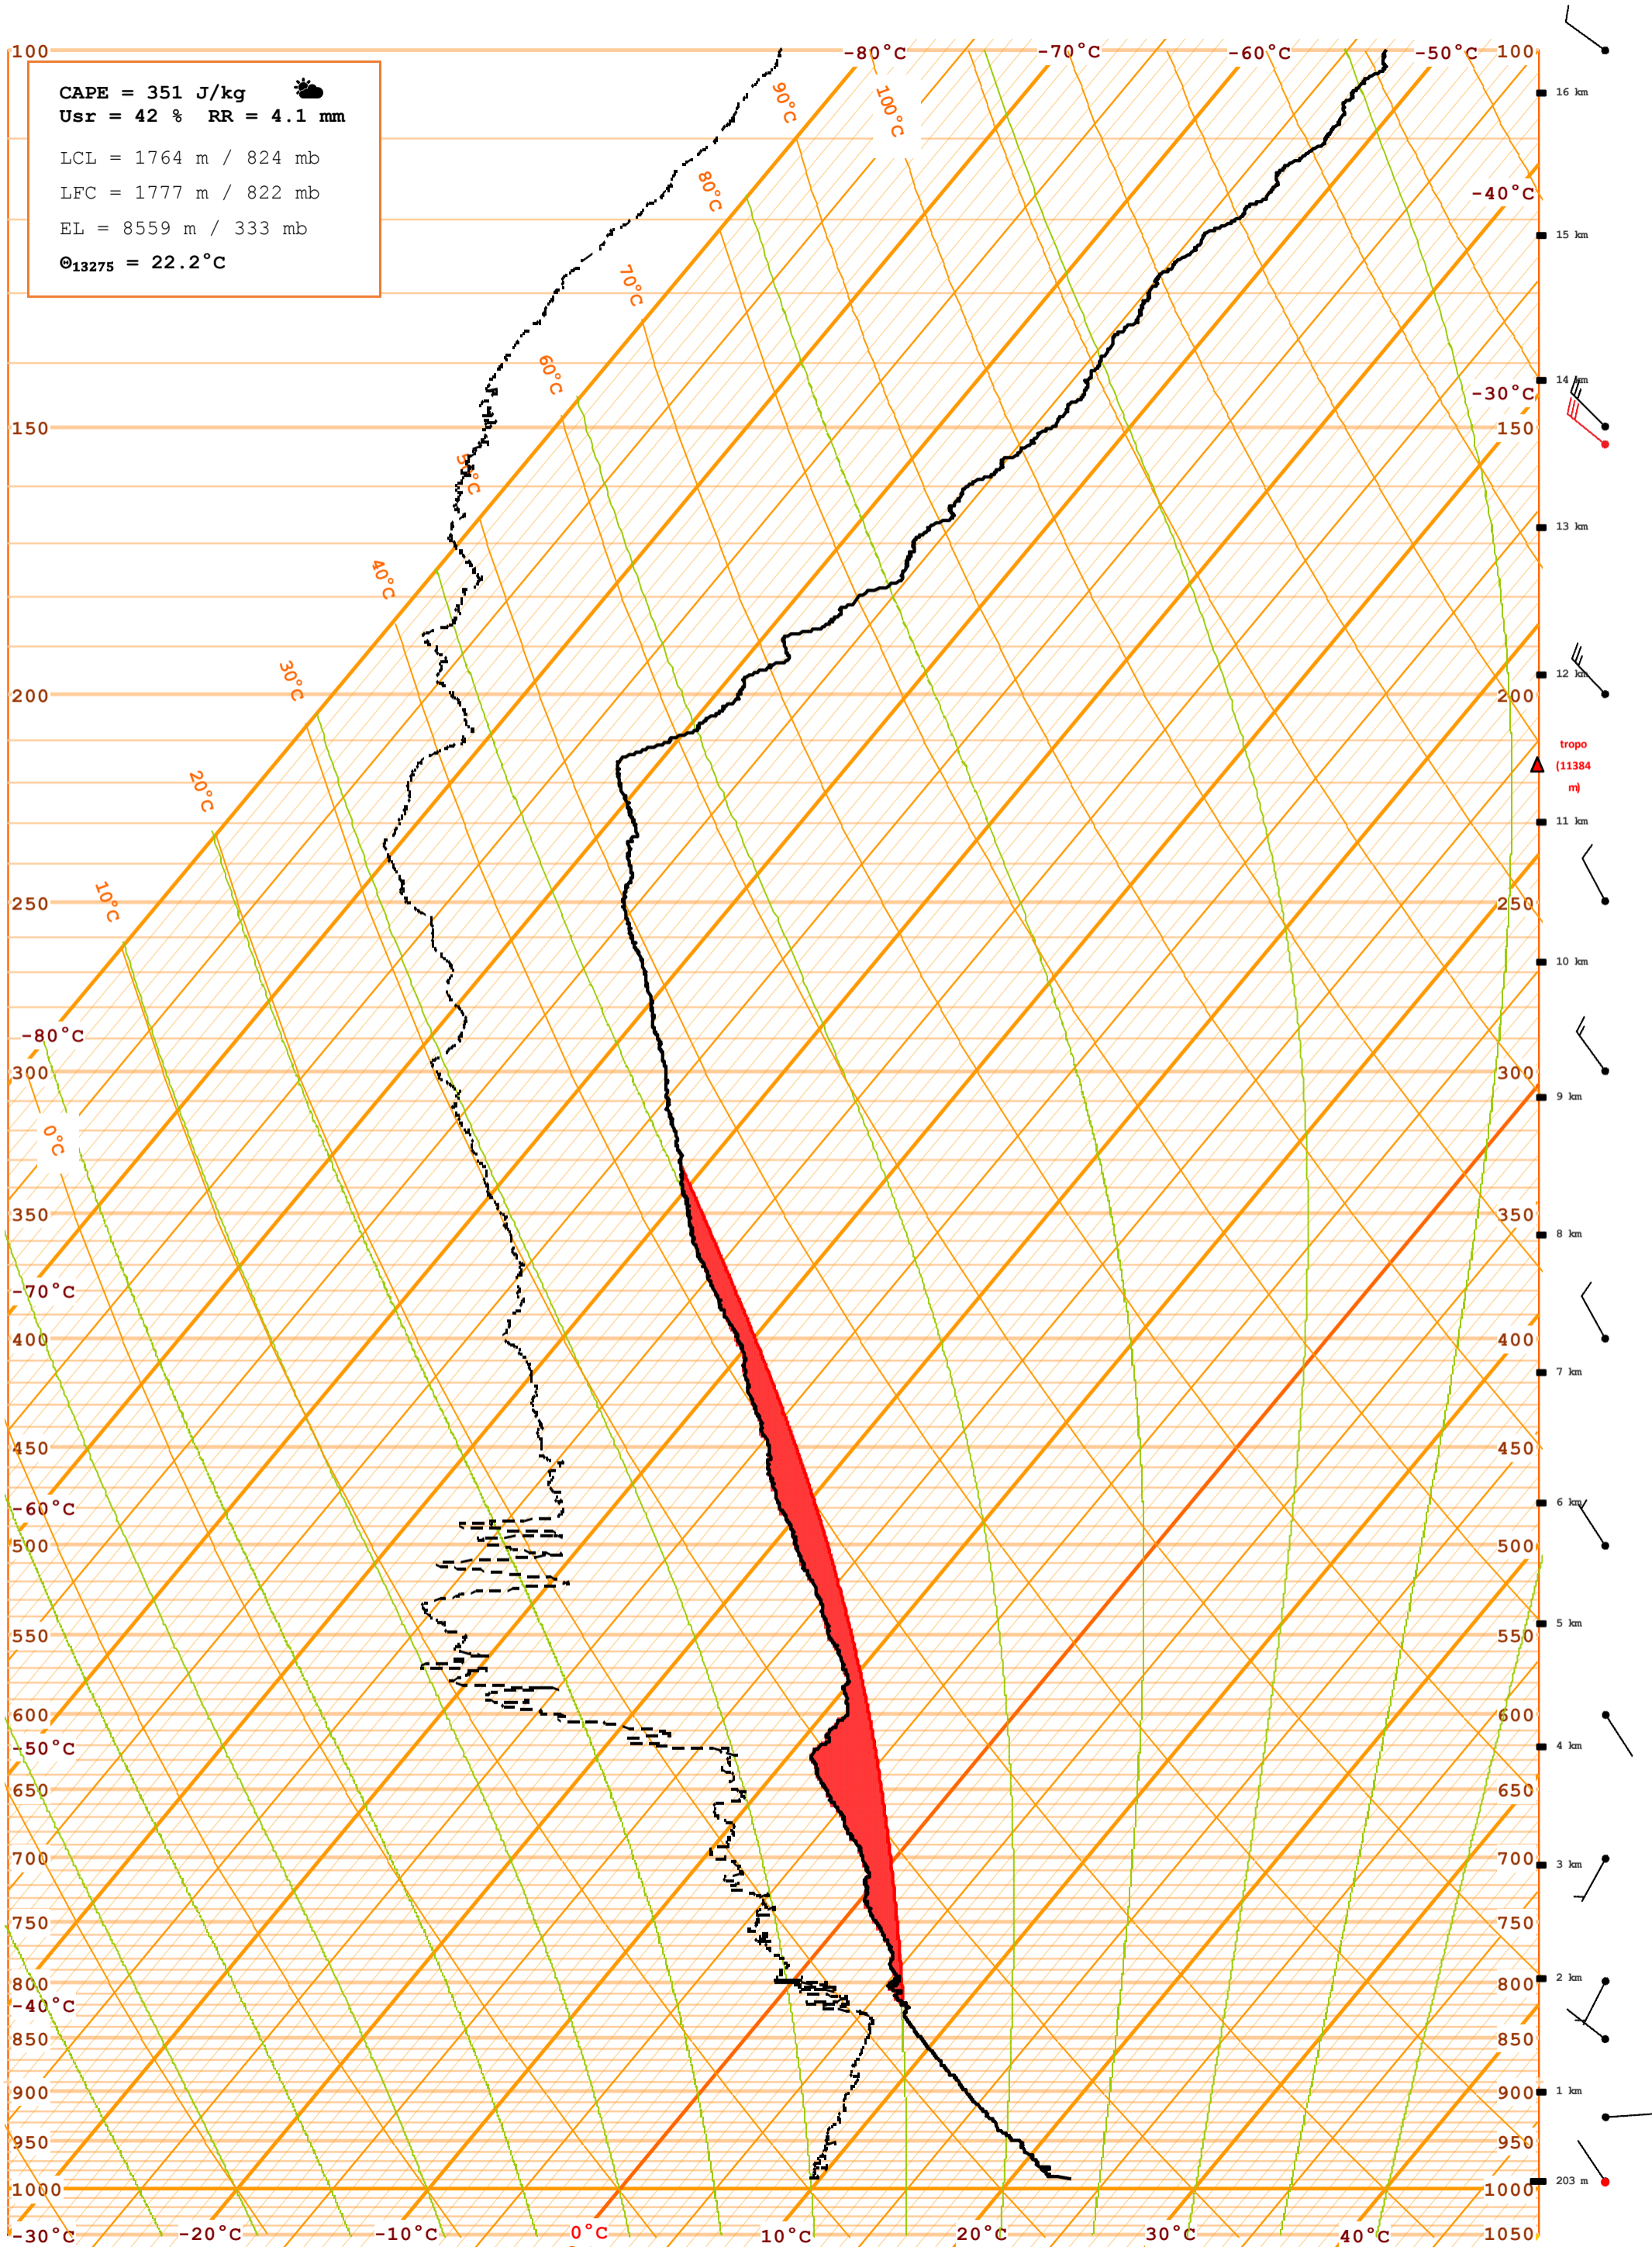 100 -80°C -70°C -60°C -50°C 100
CAPE = 351 J/kg
Usr = 42 % RR = 4.1 mm
LCL = 1764 m / 824 mb
LFC = 1777 m / 822 mb
EL = 8559 m / 333 mb
Θ13275 = 22.2°C
90°C 100°C
16 km
80°C -40°C
15 km
70°C
60°C 14 km
-30°C
150 150
50°C
13 km
40°C
30°C 12 km
200 200
tropo
(11384
m)
20°C
11 km
10°C 250 250
10 km
-80°C
300 300
9 km
0°C
350 350
8 km
-70°C
400 400
7 km
450 450
-60°C 6 km
500 500
5 km
550 550
600 600
-50°C 4 km
650 650
700 700
3 km
750 750
800 800 2 km
-40°C
850 850
900 900 1 km
950 950
203 m
1000 1000
-30°C -20°C -10°C 0°C 10°C 20°C 30°C 40°C 1050